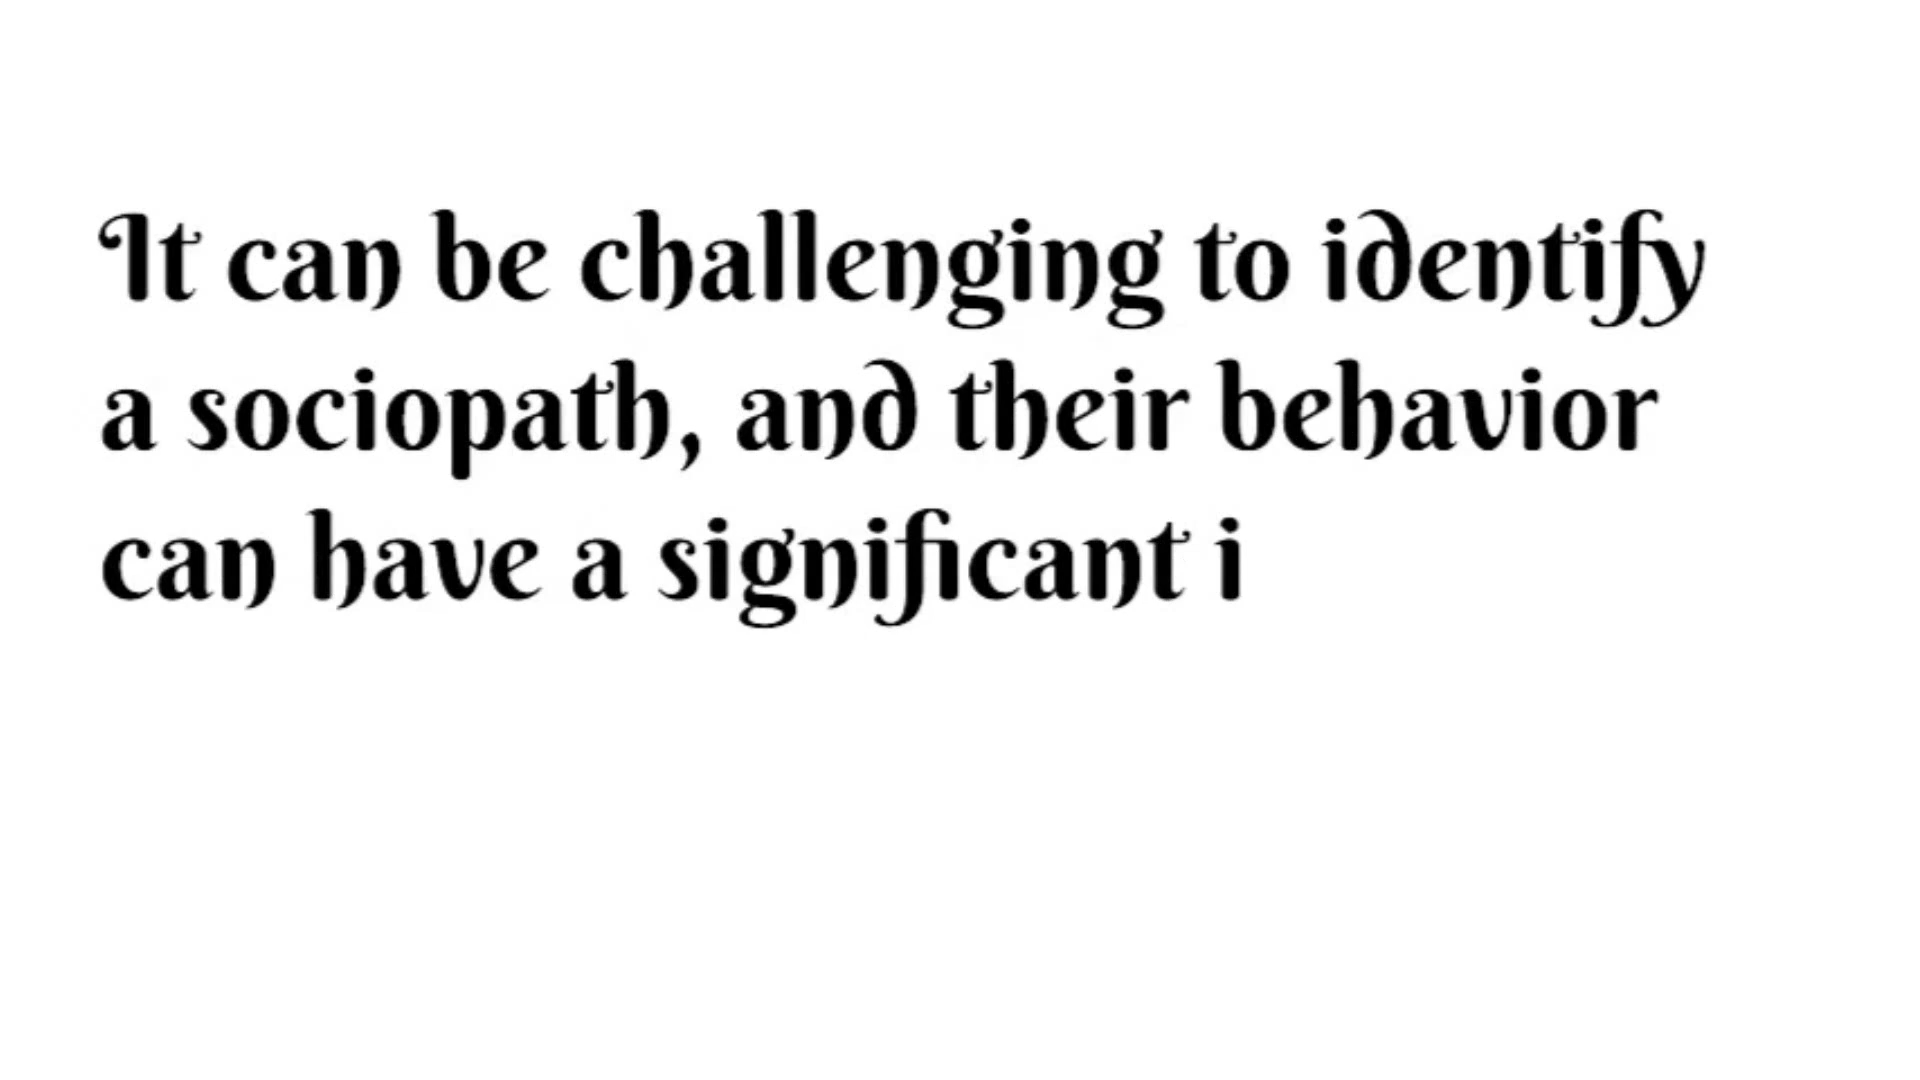 It can be challenging to identify
a sociopath, and their behavior
can have a significant i